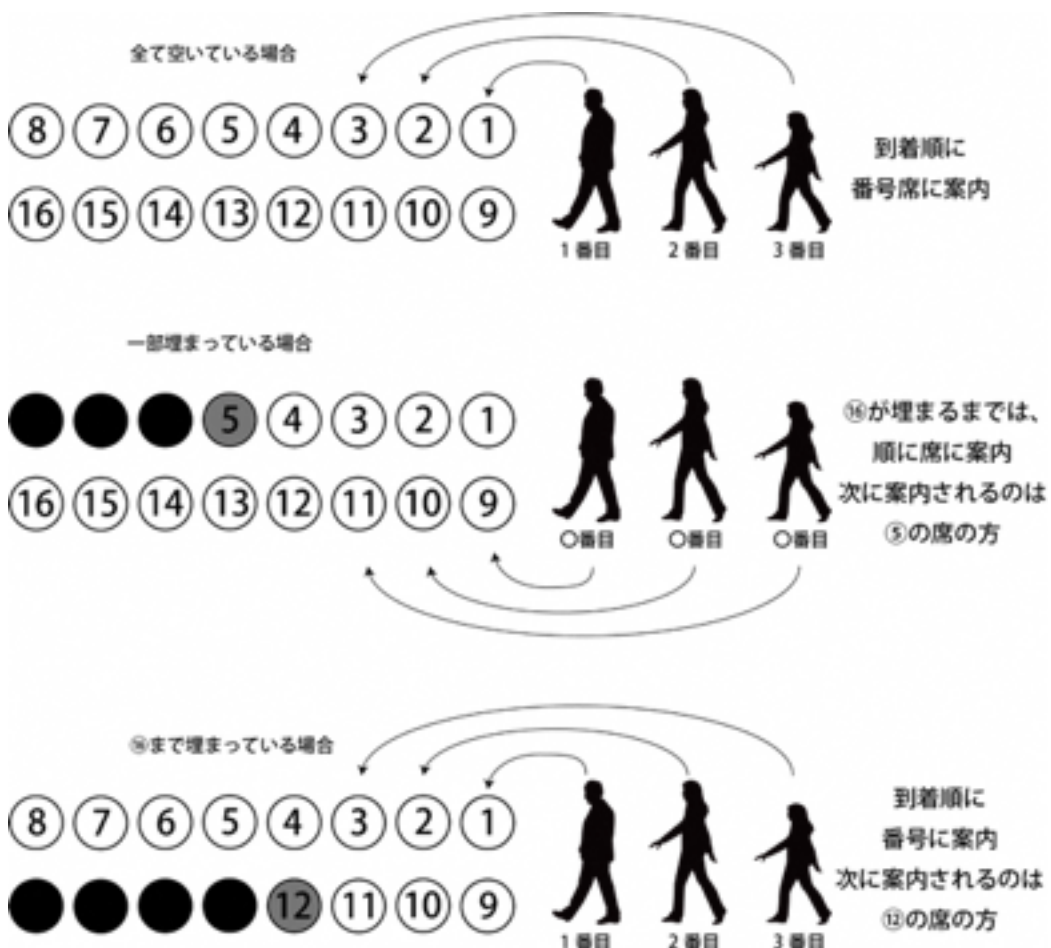 全て空いている場合
8 7 6 5 4 3 2 1
16 15 14 13 12 11 10 9
1番目 2番目 3番目
到着順に
番号席に案内
一部埋まっている場合
5 4 3 2 1
16 15 14 13 12 11 10 9
〇番目 〇番目 〇番目
⑯が埋まるまでは、
順に席に案内
次に案内されるのは
⑤の席の方
⑯まで埋まっている場合
8 7 6 5 4 3 2 1
12 11 10 9
1番目 2番目 3番目
到着順に
番号に案内
次に案内されるのは
⑫の席の方